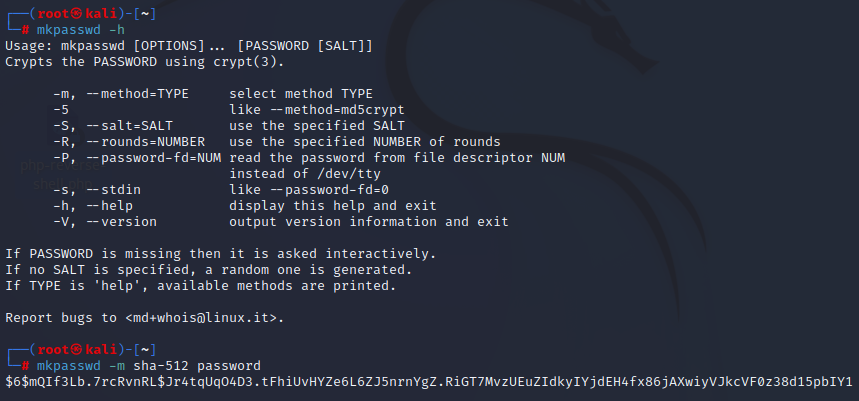 ┌──(root㉿kali)-[~]
└─# mkpasswd -h
Usage: mkpasswd [OPTIONS]... [PASSWORD [SALT]]
Crypts the PASSWORD using crypt(3).
-m, --method=TYPE select method TYPE
-5 like --method=md5crypt
-S, --salt=SALT use the specified SALT
-R, --rounds=NUMBER use the specified NUMBER of rounds
-P, --password-fd=NUM read the password from file descriptor NUM
instead of /dev/tty
-s, --stdin like --password-fd=0
-h, --help display this help and exit
-V, --version output version information and exit
If PASSWORD is missing then it is asked interactively.
If no SALT is specified, a random one is generated.
If TYPE is 'help', available methods are printed.
Report bugs to <md+whois@linux.it>.
┌──(root㉿kali)-[~]
└─# mkpasswd -m sha-512 password
$6$mQIf3Lb.7rcRvnRL$Jr4tqUqO4D3.tFhiUvHYZe6L6ZJ5nrnYgZ.RiGT7MvzUEuZIdkyIYjdEH4fx86jAXwiyVJkcVF0z38d15pbIY1